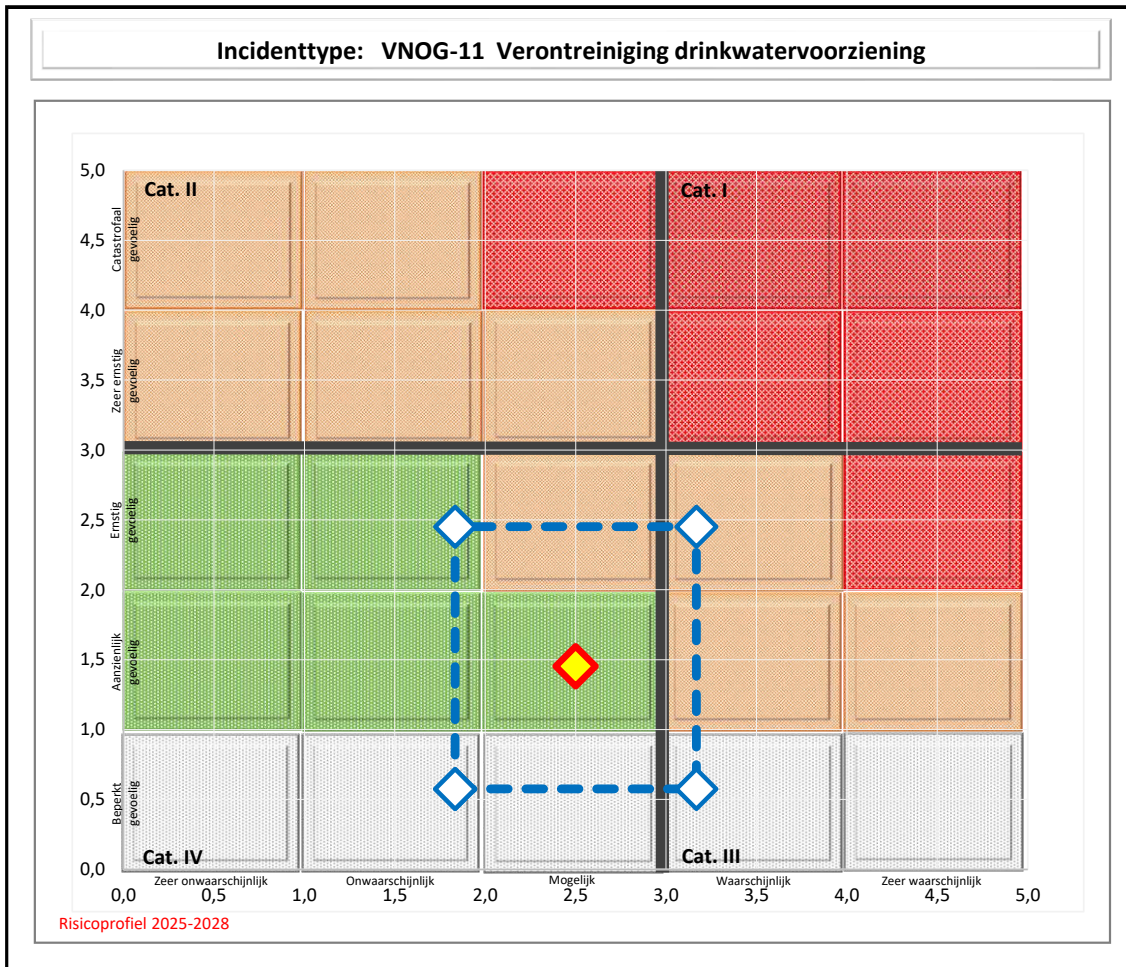 Incidenttype: VNOG-11 Verontreiniging drinkwatervoorziening
5,0
Cat. II
Cat. I
Catastrofaal
gevoelig
4,5
4,0
Zeer ernstig
gevoelig
3,5
3,0
Ernstig
gevoelig
2,5
2,0
Aanzienlijk
gevoelig
1,5
1,0
Beperkt
gevoelig
0,5
Cat. IV
Cat. III
0,0
Zeer onwaarschijnlijk
Onwaarschijnlijk
Mogelijk
Waarschijnlijk
Zeer waarschijnlijk
0,0 0,5 1,0 1,5 2,0 2,5 3,0 3,5 4,0 4,5 5,0
Risicoprofiel 2025-2028